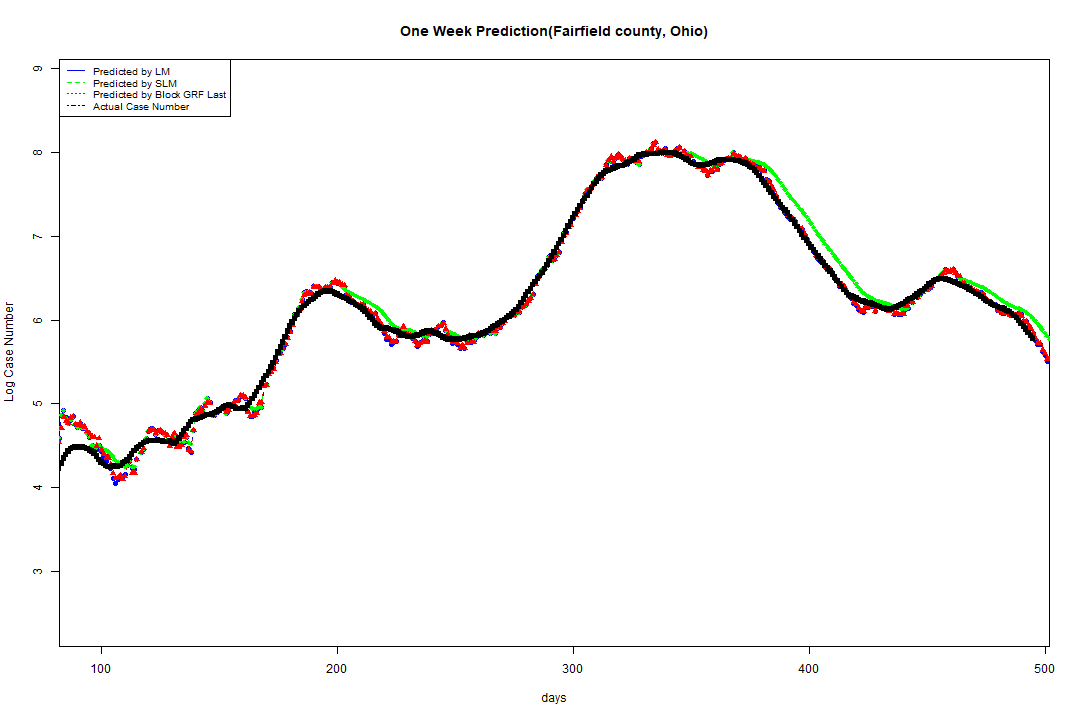 One Week Prediction(Fairfield county, Ohio)
Predicted by LM
Predicted by SLM
Predicted by Block GRF Last
Actual Case Number
9
8
7
6
5
4
3
Log Case Number
100 200 300 400 500
days